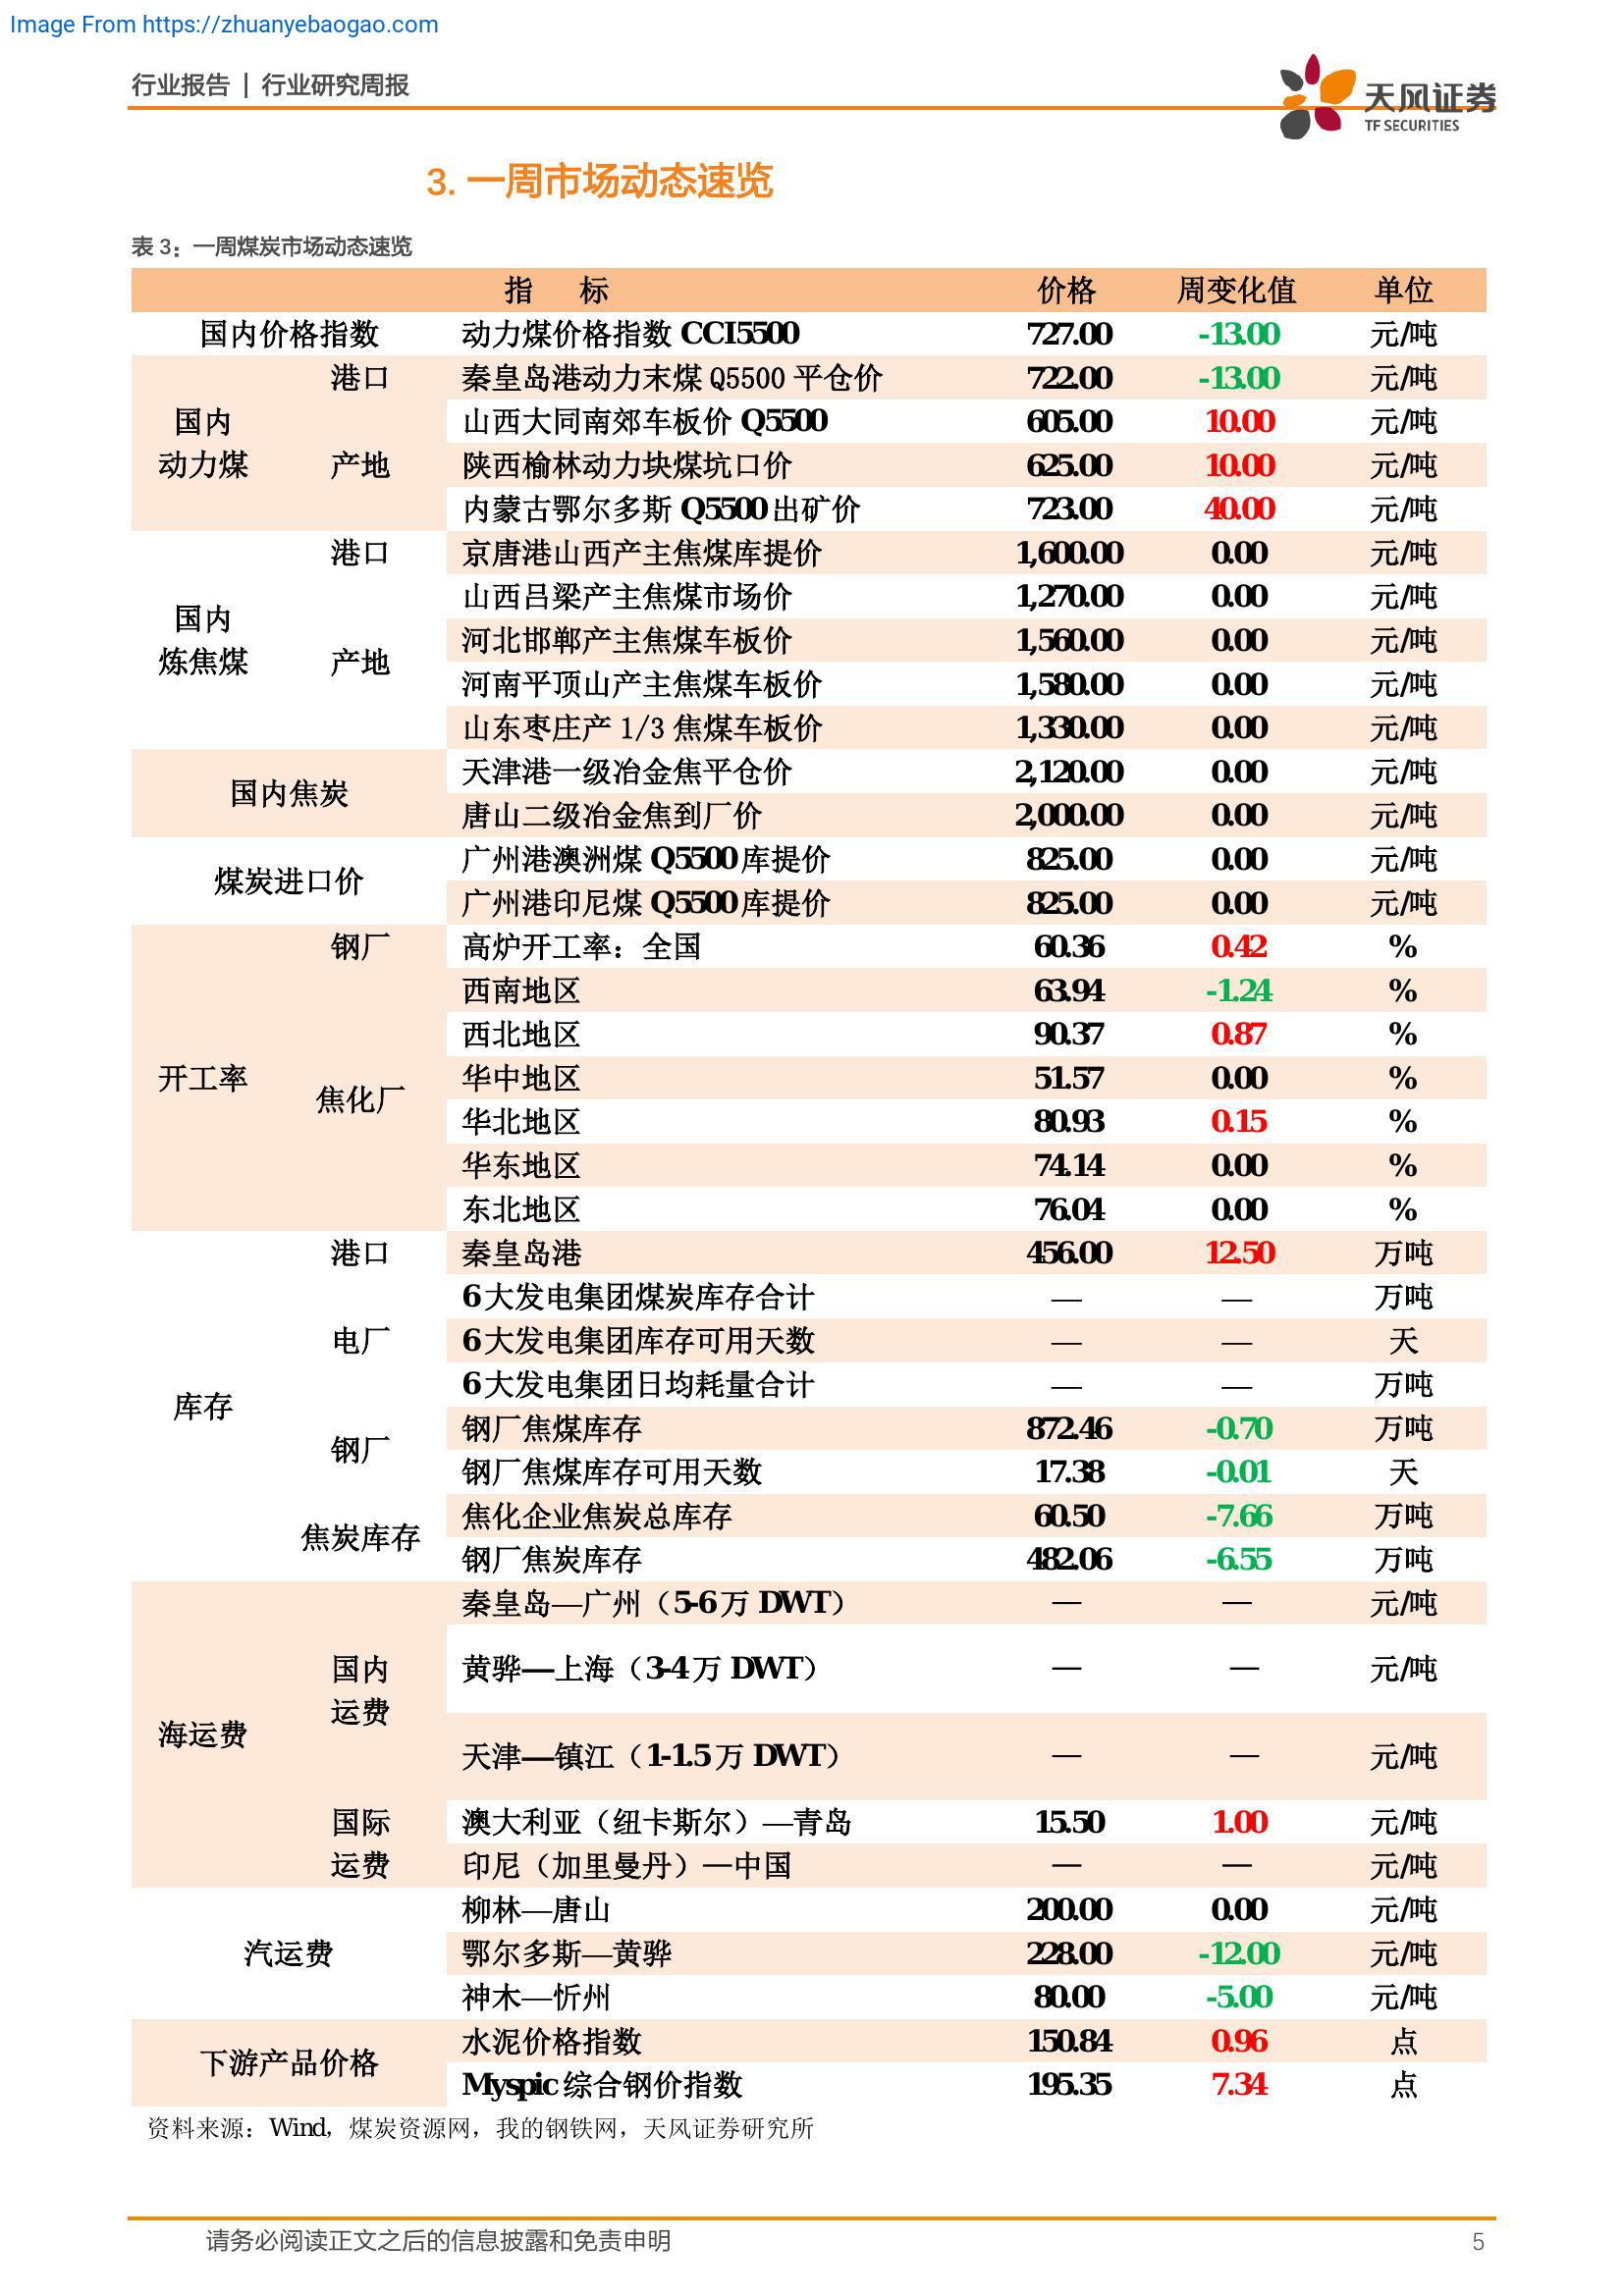 Image From https://zhuanyebaogao.com
行业报告 | 行业研究周报
天风证券
TF SECURITIES
3. 一周市场动态速览
表 3：一周煤炭市场动态速览
指 标 价格 周变化值 单位
国内价格指数 动力煤价格指数 CCI5500 727.00 -13.00 元/吨
国内动力煤 港口 秦皇岛港动力末煤 Q5500 平仓价 722.00 -13.00 元/吨
产地 山西大同南郊车板价 Q5500 605.00 10.00 元/吨
陕西榆林动力块煤坑口价 625.00 10.00 元/吨
内蒙古鄂尔多斯 Q5500 出矿价 723.00 40.00 元/吨
国内炼焦煤 港口 京唐港山西产主焦煤库提价 1,600.00 0.00 元/吨
产地 山西吕梁产主焦煤市场价 1,270.00 0.00 元/吨
河北邯郸产主焦煤车板价 1,560.00 0.00 元/吨
河南平顶山产主焦煤车板价 1,580.00 0.00 元/吨
山东枣庄产 1/3 焦煤车板价 1,330.00 0.00 元/吨
国内焦炭 天津港一级冶金焦平仓价 2,120.00 0.00 元/吨
唐山二级冶金焦到厂价 2,000.00 0.00 元/吨
煤炭进口价 广州港澳洲煤 Q5500 库提价 825.00 0.00 元/吨
广州港印尼煤 Q5500 库提价 825.00 0.00 元/吨
开工率 钢厂 高炉开工率：全国 60.36 0.42 %
焦化厂 西南地区 63.94 -1.24 %
西北地区 90.37 0.87 %
华中地区 51.57 0.00 %
华北地区 80.93 0.15 %
华东地区 74.14 0.00 %
东北地区 76.04 0.00 %
库存 港口 秦皇岛港 456.00 12.50 万吨
电厂 6 大发电集团煤炭库存合计 — — 万吨
6 大发电集团库存可用天数 — — 天
6 大发电集团日均耗量合计 — — 万吨
钢厂 钢厂焦煤库存 872.46 -0.70 万吨
钢厂焦煤库存可用天数 17.38 -0.01 天
焦炭库存 焦化企业焦炭总库存 60.50 -7.66 万吨
钢厂焦炭库存 482.06 -6.55 万吨
海运费 国内运费 秦皇岛—广州（5-6 万 DWT） — — 元/吨
黄骅—上海（3-4 万 DWT） — — 元/吨
天津—镇江（1-1.5 万 DWT） — — 元/吨
国际运费 澳大利亚（纽卡斯尔）—青岛 15.50 1.00 元/吨
印尼（加里曼丹）—中国 — — 元/吨
汽运费 柳林—唐山 200.00 0.00 元/吨
鄂尔多斯—黄骅 228.00 -12.00 元/吨
神木—忻州 80.00 -5.00 元/吨
下游产品价格 水泥价格指数 150.84 0.96 点
Myspic 综合钢价指数 195.35 7.34 点
资料来源：Wind，煤炭资源网，我的钢铁网，天风证券研究所
请务必阅读正文之后的信息披露和免责申明 5